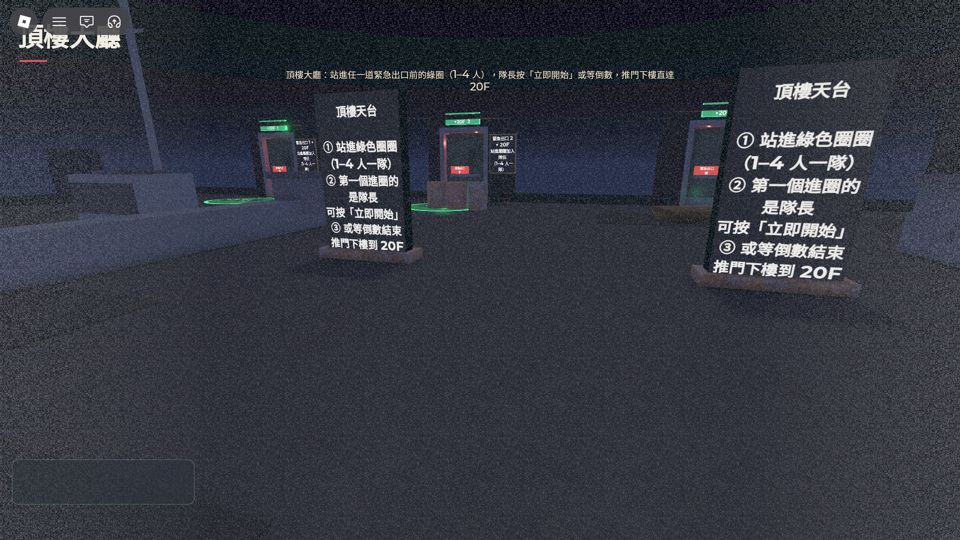 頂樓大廳
頂樓大廳：站進任一道緊急出口前的綠圈（1–4 人），隊長按「立即開始」或等倒數，推門下樓直達
20F
頂樓天台
① 站進綠色圈圈
（1–4 人一隊）
② 第一個進圈的
是隊長
可按「立即開始」
③ 或等倒數結束
推門下樓到 20F
頂樓天台
① 站進綠色圈圈
（1–4 人一隊）
② 第一個進圈的
是隊長
可按「立即開始」
③ 或等倒數結束
推門下樓到 20F
緊急出口 2